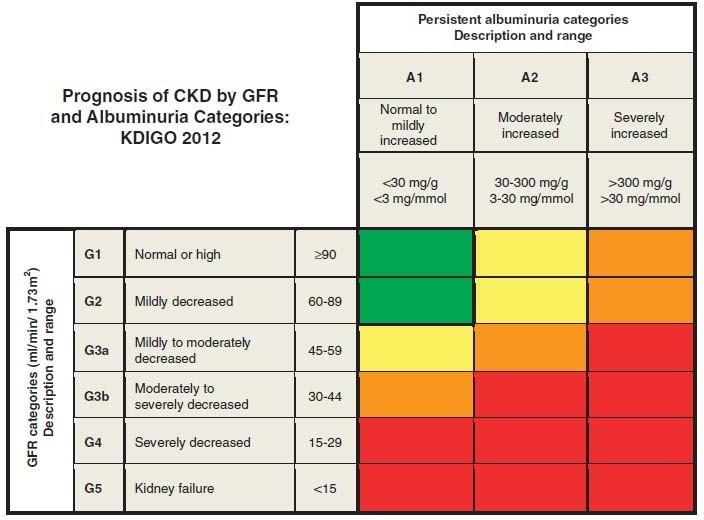 Prognosis of CKD by GFR
and Albuminuria Categories:
KDIGO 2012
Persistent albuminuria categories
Description and range
A1
A2
A3
Normal to
mildly
increased
Moderately
increased
Severely
increased
<30 mg/g
<3 mg/mmol
30-300 mg/g
3-30 mg/mmol
>300 mg/g
>30 mg/mmol
GFR categories (ml/min/ 1.73m²)
Description and range
G1
Normal or high
≥90
G2
Mildly decreased
60-89
G3a
Mildly to moderately
decreased
45-59
G3b
Moderately to
severely decreased
30-44
G4
Severely decreased
15-29
G5
Kidney failure
<15